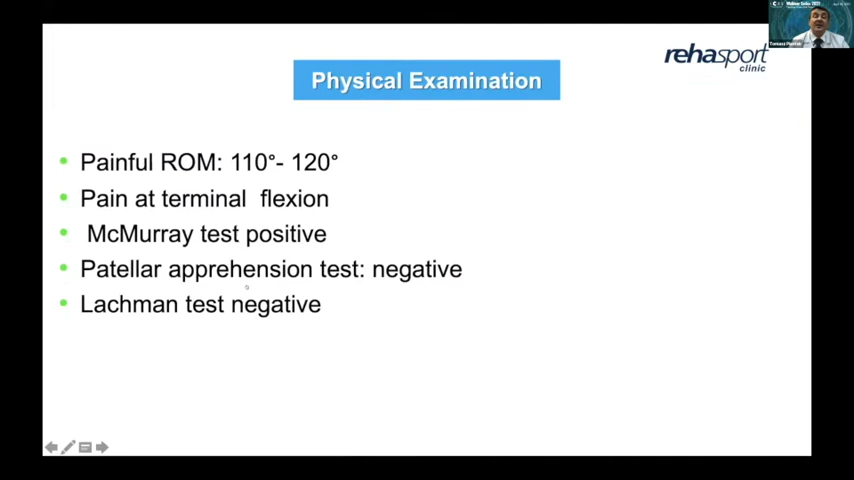 Physical Examination
rehasport
clinic
Painful ROM: 110°- 120°
Pain at terminal flexion
McMurray test positive
Patellar apprehension test: negative
Lachman test negative